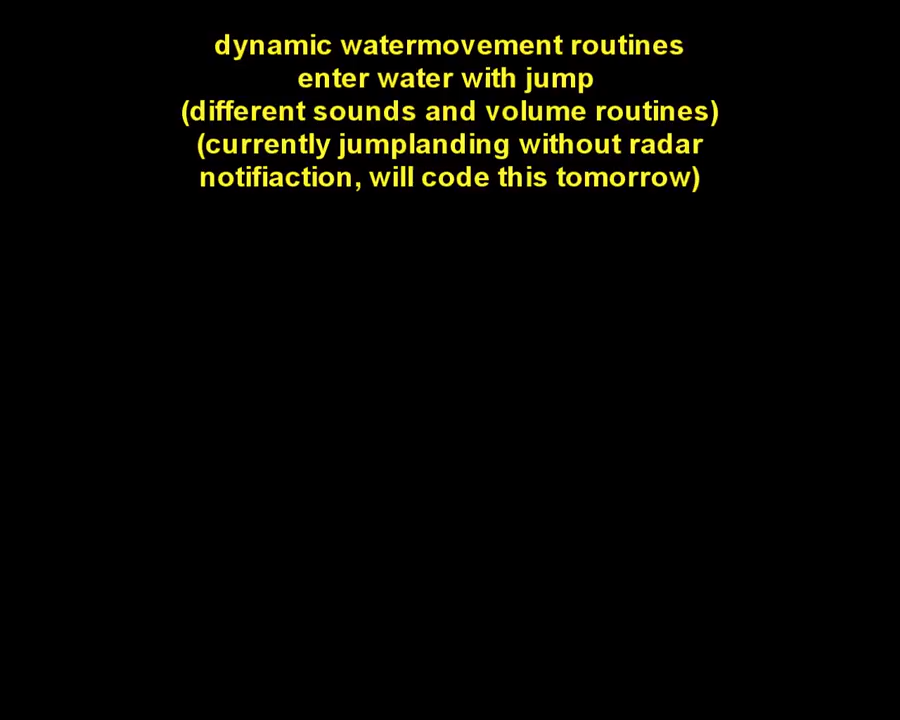 dynamic watermovement routines
enter water with jump
(different sounds and volume routines)
(currently jumplanding without radar
notifiaction, will code this tomorrow)